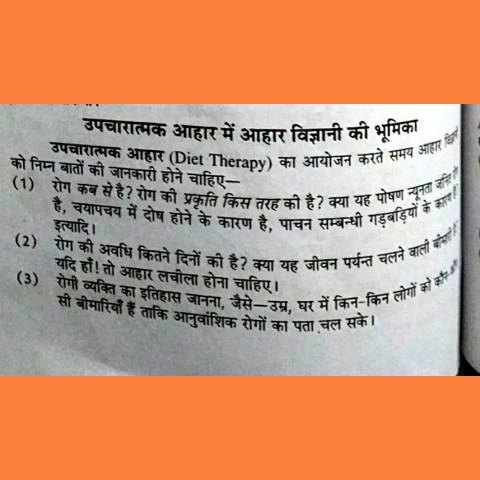 उपचारात्मक आहार में आहार विज्ञानी की भूमिका
उपचारात्मक आहार (Diet Therapy) का आयोजन करते समय आहार विज्ञानी
को निम्न बातों की जानकारी होने चाहिए—
(1) रोग कब से है? रोग की प्रकृति किस तरह की है? क्या यह पोषण न्यूनता जनित रोग
है, चयापचय में दोष होने के कारण है, पाचन सम्बन्धी गड़बड़ियों के कारण है?
इत्यादि।
(2) रोग की अवधि कितने दिनों की है? क्या यह जीवन पर्यन्त चलने वाली बीमारी है?
यदि हाँ! तो आहार लचीला होना चाहिए।
(3) रोगी व्यक्ति का इतिहास जानना, जैसे—उम्र, घर में किन-किन लोगों को कौन-कौन
सी बीमारियाँ हैं ताकि आनुवांशिक रोगों का पता चल सके।